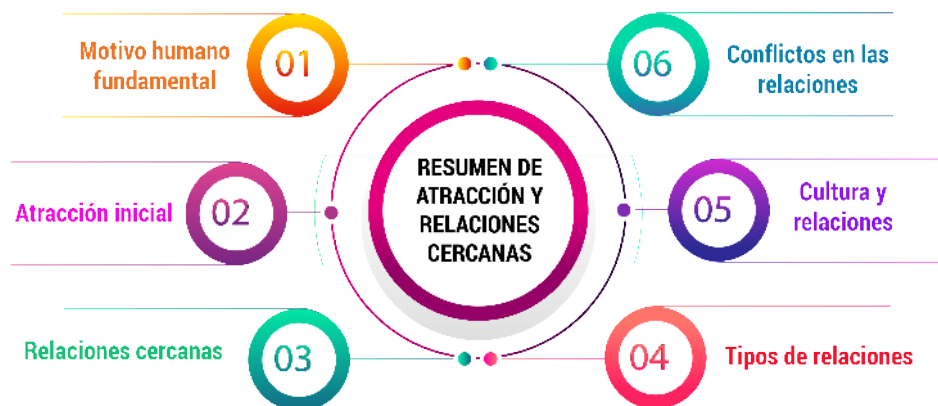 RESUMEN DE
ATRACCIÓN Y
RELACIONES
CERCANAS
01
Motivo humano
fundamental
02
Atracción inicial
03
Relaciones cercanas
04
Tipos de relaciones
05
Cultura y
relaciones
06
Conflictos en las
relaciones